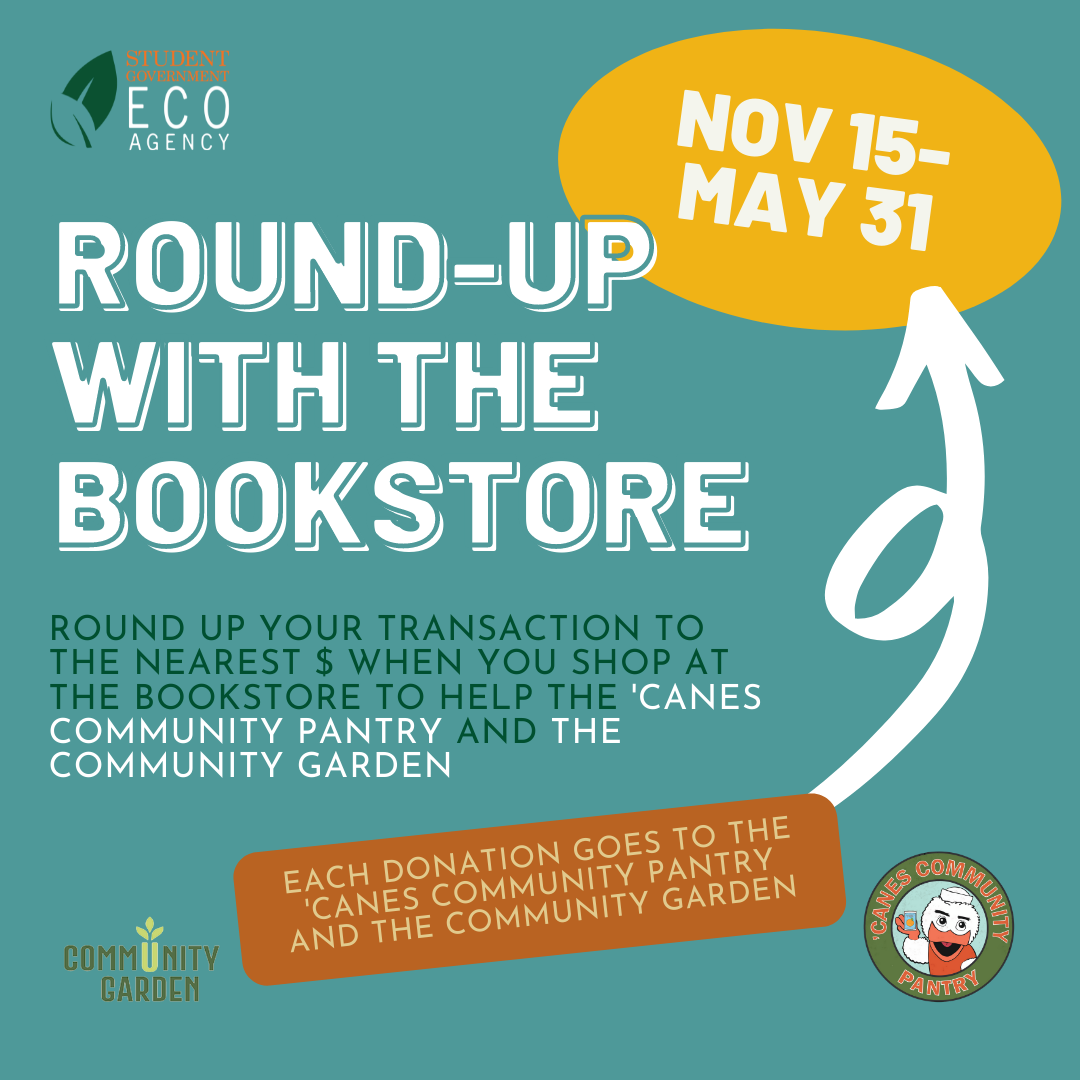 STUDENT
GOVERNMENT
ECO
AGENCY
NOV 15-
MAY 31
ROUND-UP
WITH THE
BOOKSTORE
ROUND UP YOUR TRANSACTION TO
THE NEAREST $ WHEN YOU SHOP AT
THE BOOKSTORE TO HELP THE 'CANES
COMMUNITY PANTRY AND THE
COMMUNITY GARDEN
EACH DONATION GOES TO THE
'CANES COMMUNITY PANTRY
AND THE COMMUNITY GARDEN
COMMUNITY
GARDEN
'CANES COMMUNITY
PANTRY